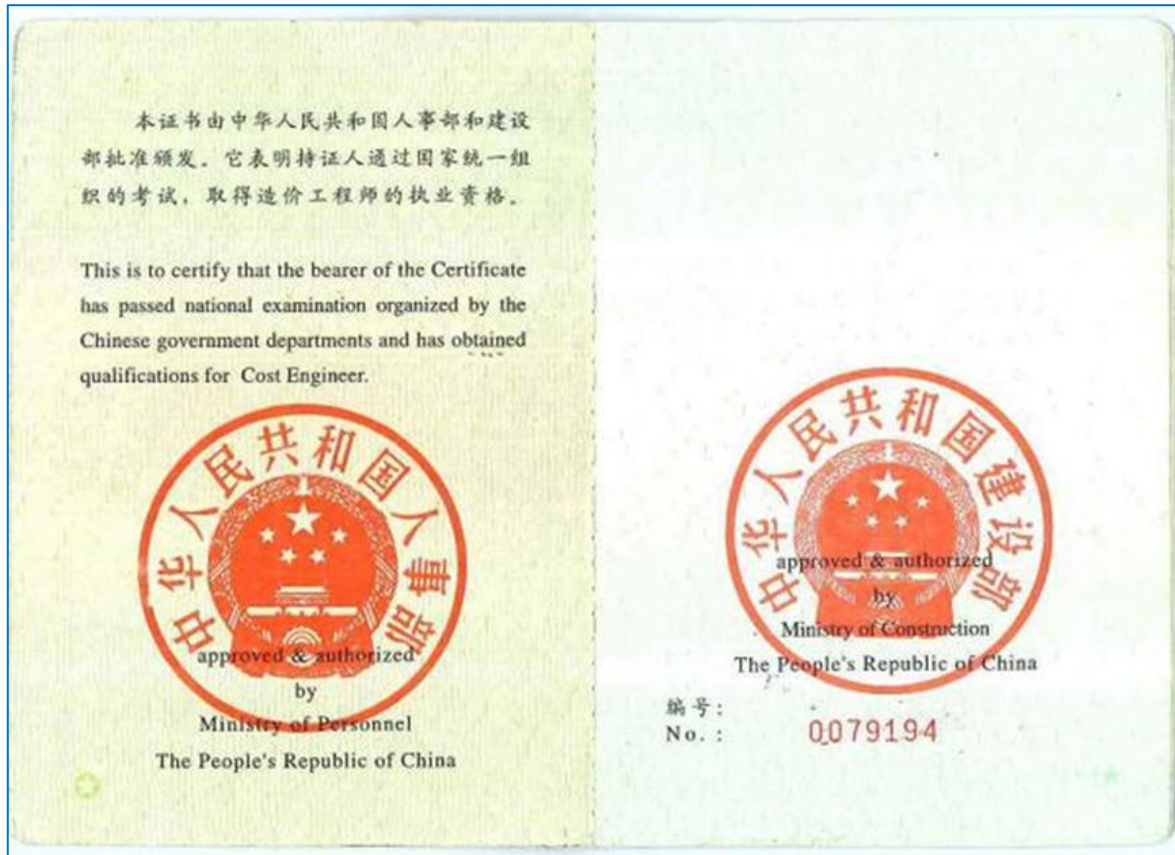 本证书由中华人民共和国人事部和建设
部批准颁发。它表明持证人通过国家统一组
织的考试，取得造价工程师的执业资格。
This is to certify that the bearer of the Certificate
has passed national examination organized by the
Chinese government departments and has obtained
qualifications for Cost Engineer.
中华人民共和国人事部
approved & authorized
by
Ministry of Personnel
The People's Republic of China
中华人民共和国建设部
approved & authorized
by
Ministry of Construction
The People's Republic of China
编号：
No. : 0079194